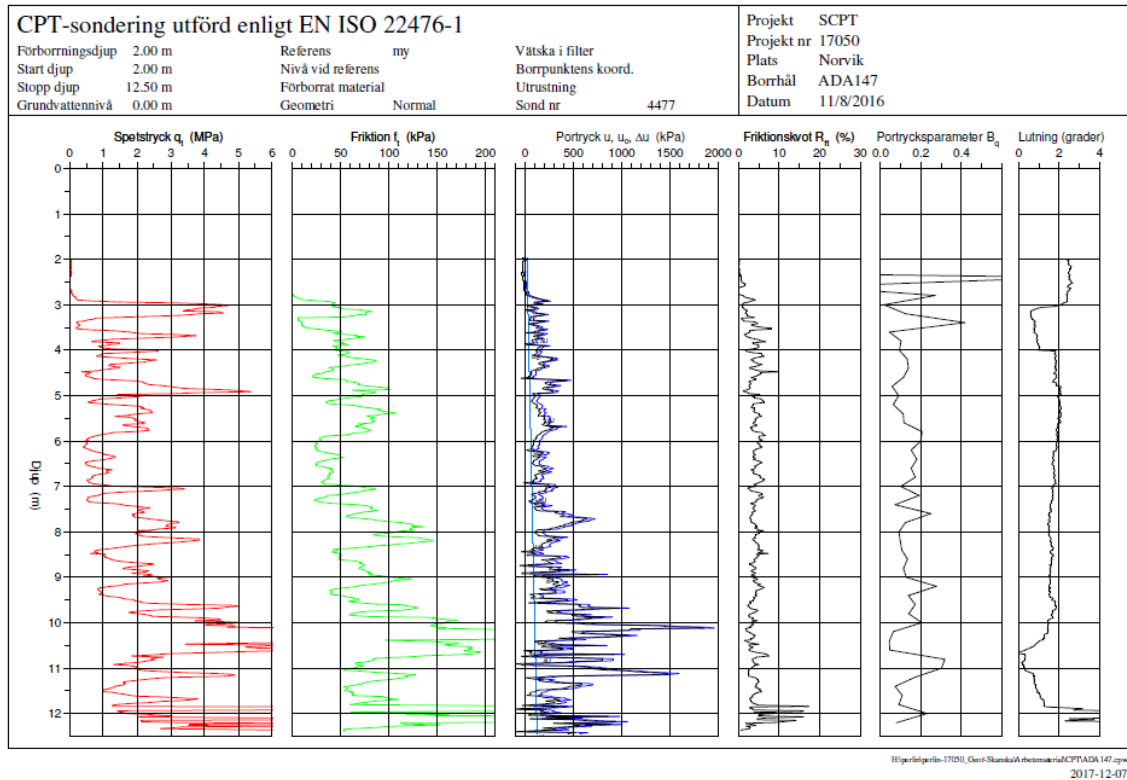 CPT-sondering utförd enligt EN ISO 22476-1
Förborrningsdjup 2.00 m
Start djup 2.00 m
Stopp djup 12.50 m
Grundvattennivå 0.00 m
Referens my
Nivå vid referens
Förborrat material
Geometri Normal
Vätska i filter
Borrpunktens koord.
Utrustning
Sond nr 4477
Projekt SCPT
Projekt nr 17050
Plats Norvik
Borrhål ADA147
Datum 11/8/2016
Spetstryck qt (MPa)
0 1 2 3 4 5 6
Friktion ft (kPa)
0 50 100 150 200
Portryck u, uo, Δu (kPa)
0 500 1000 1500 2000
Friktionskvot Rft (%)
0 10 20 30
Portrycksparameter Bq
0.0 0.2 0.4
Lutning (grader)
0 2 4
Djup (m)
0
1
2
3
4
5
6
7
8
9
10
11
12
2017-12-07